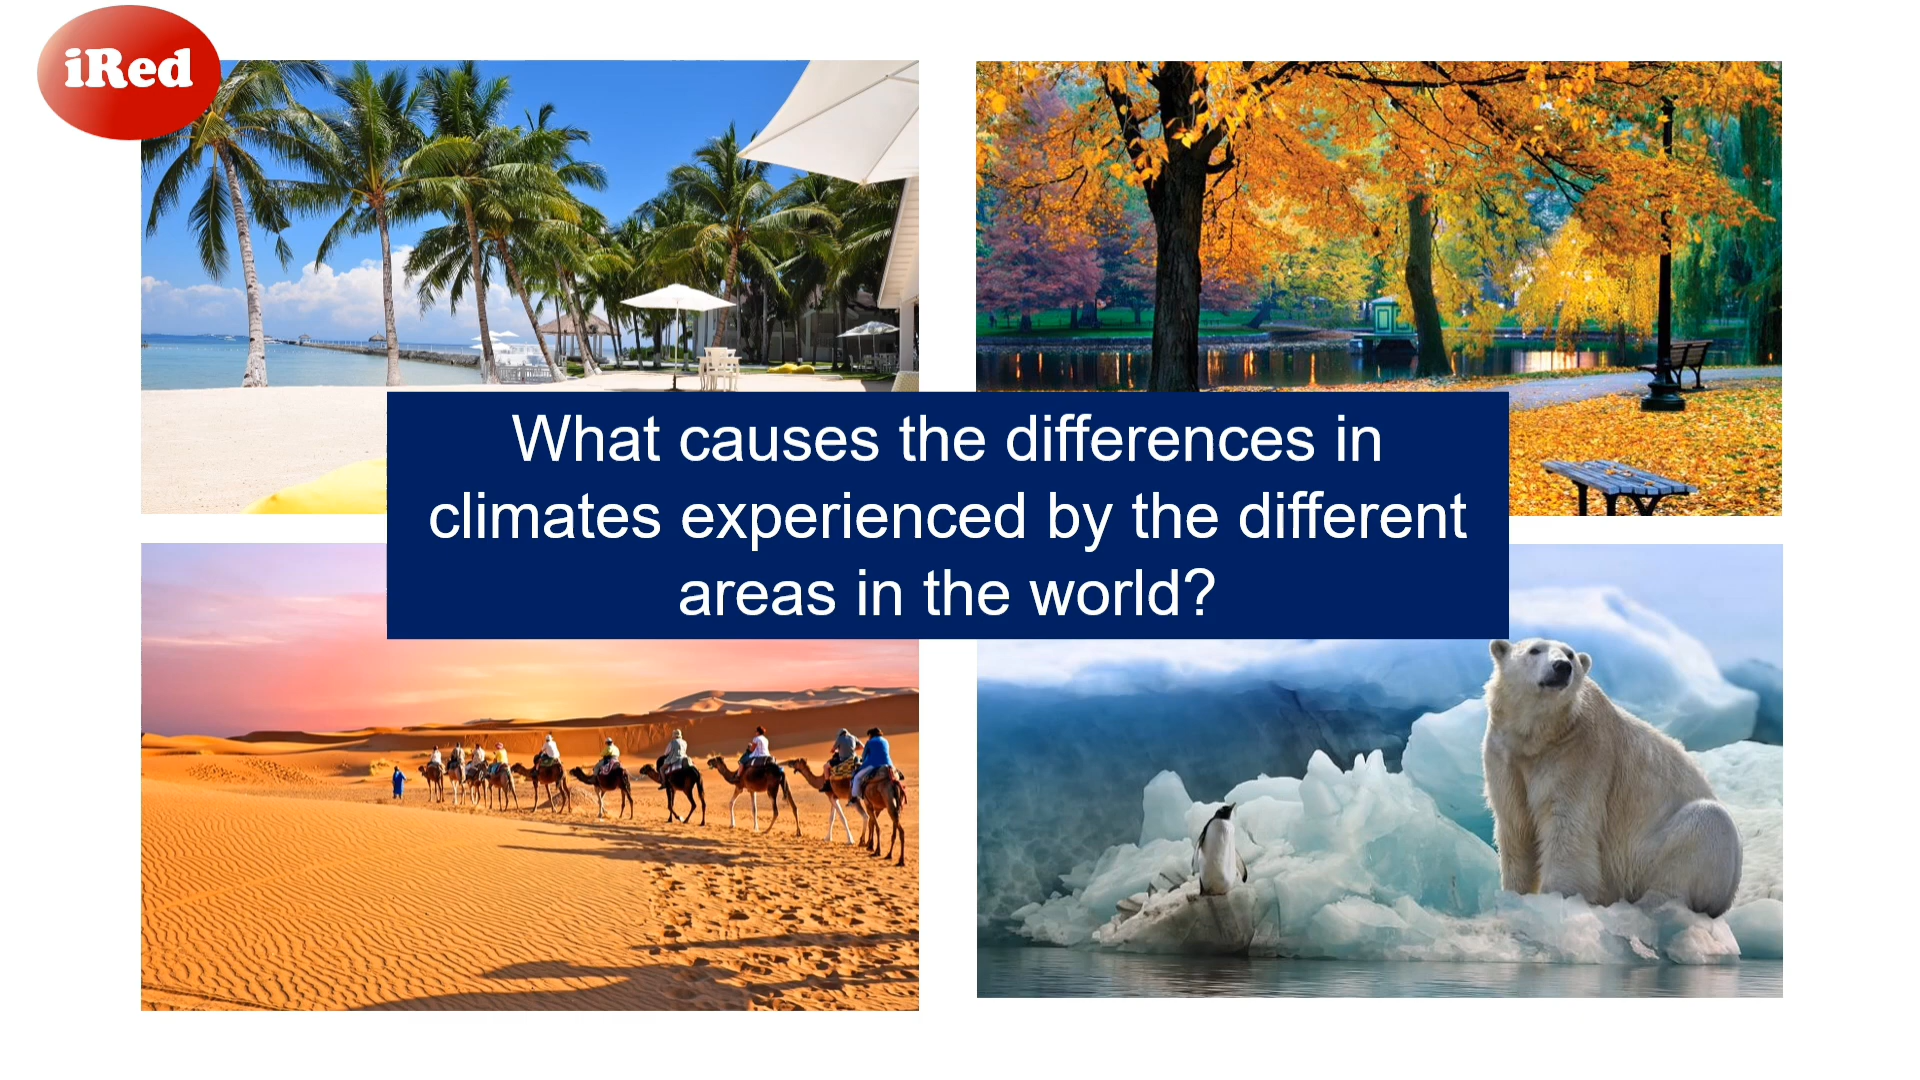 iRed
What causes the differences in
climates experienced by the different
areas in the world?